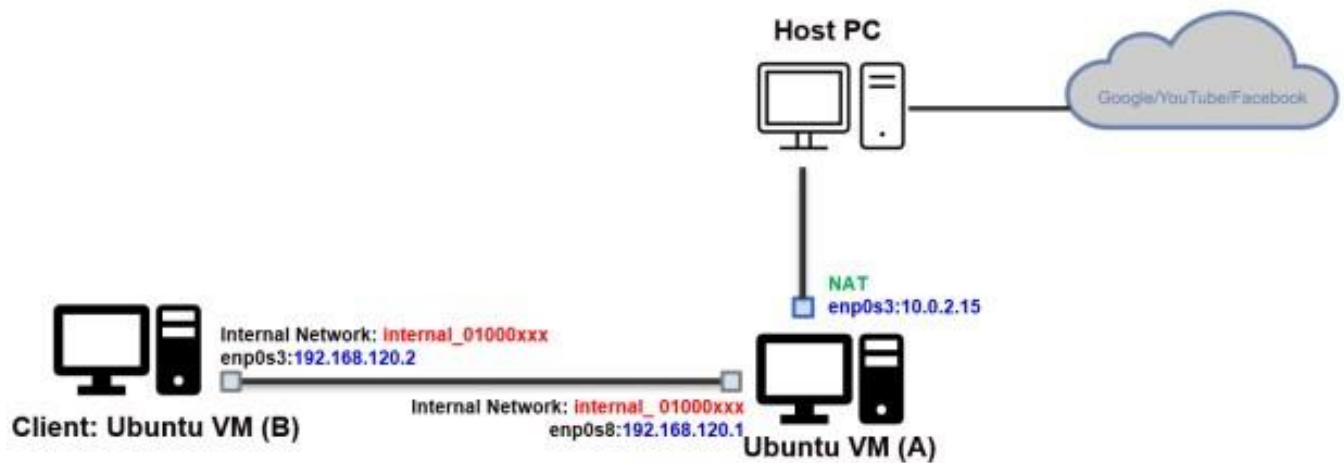 Host PC
Google/YouTube/Facebook
NAT
enp0s3:10.0.2.15
Internal Network: internal_01000xxx
enp0s3:192.168.120.2
Internal Network: internal_ 01000xxx
enp0s8:192.168.120.1
Client: Ubuntu VM (B)
Ubuntu VM (A)